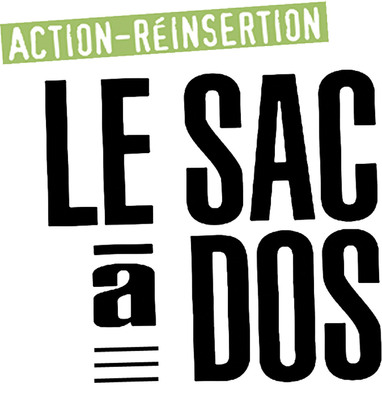 ACTION-RÉINSERTION
LE SAC
à DOS